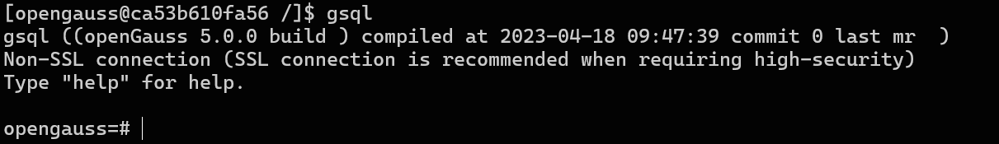 [opengauss@ca53b610fa56 /]$ gsql
gsql ((openGauss 5.0.0 build ) compiled at 2023-04-18 09:47:39 commit 0 last mr  )
Non-SSL connection (SSL connection is recommended when requiring high-security)
Type "help" for help.
opengauss=#